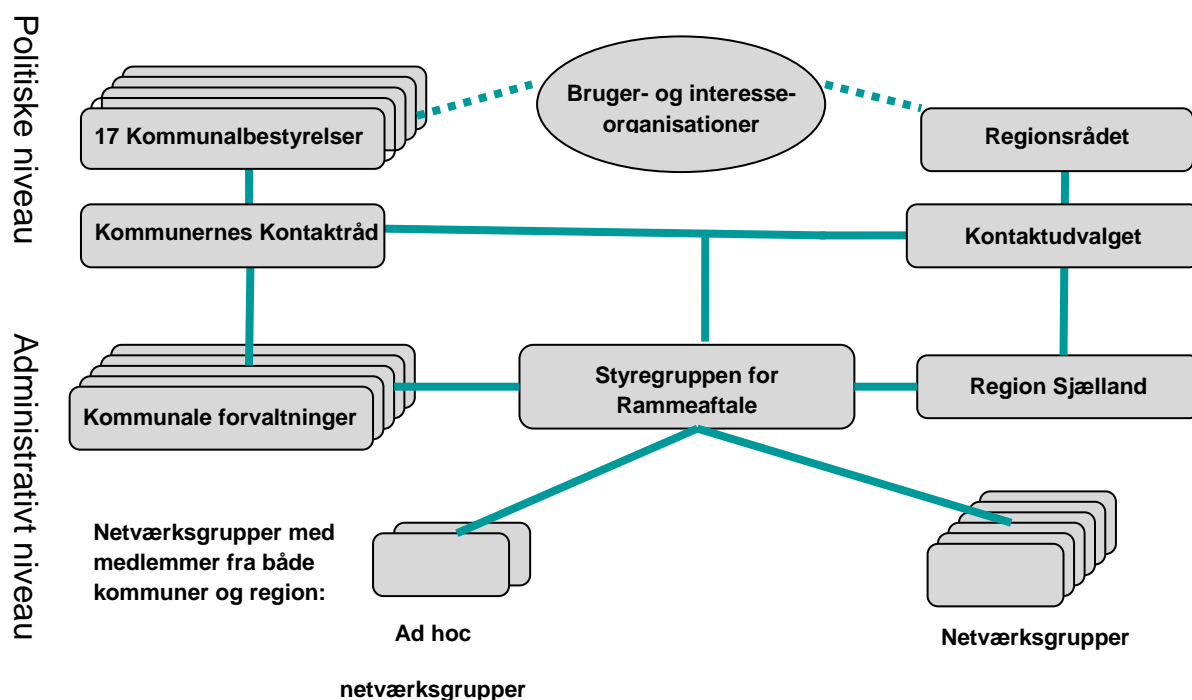 Politiske niveau
Bruger- og interesse-
organisationer
17 Kommunalbestyrelser
Regionsrådet
Kommunernes Kontaktråd
Kontaktudvalget
Administrativt niveau
Styregruppen for
Rammeaftale
Region Sjælland
Kommunale forvaltninger
Netværksgrupper med
medlemmer fra både
kommuner og region:
Ad hoc
netværksgrupper
Netværksgrupper